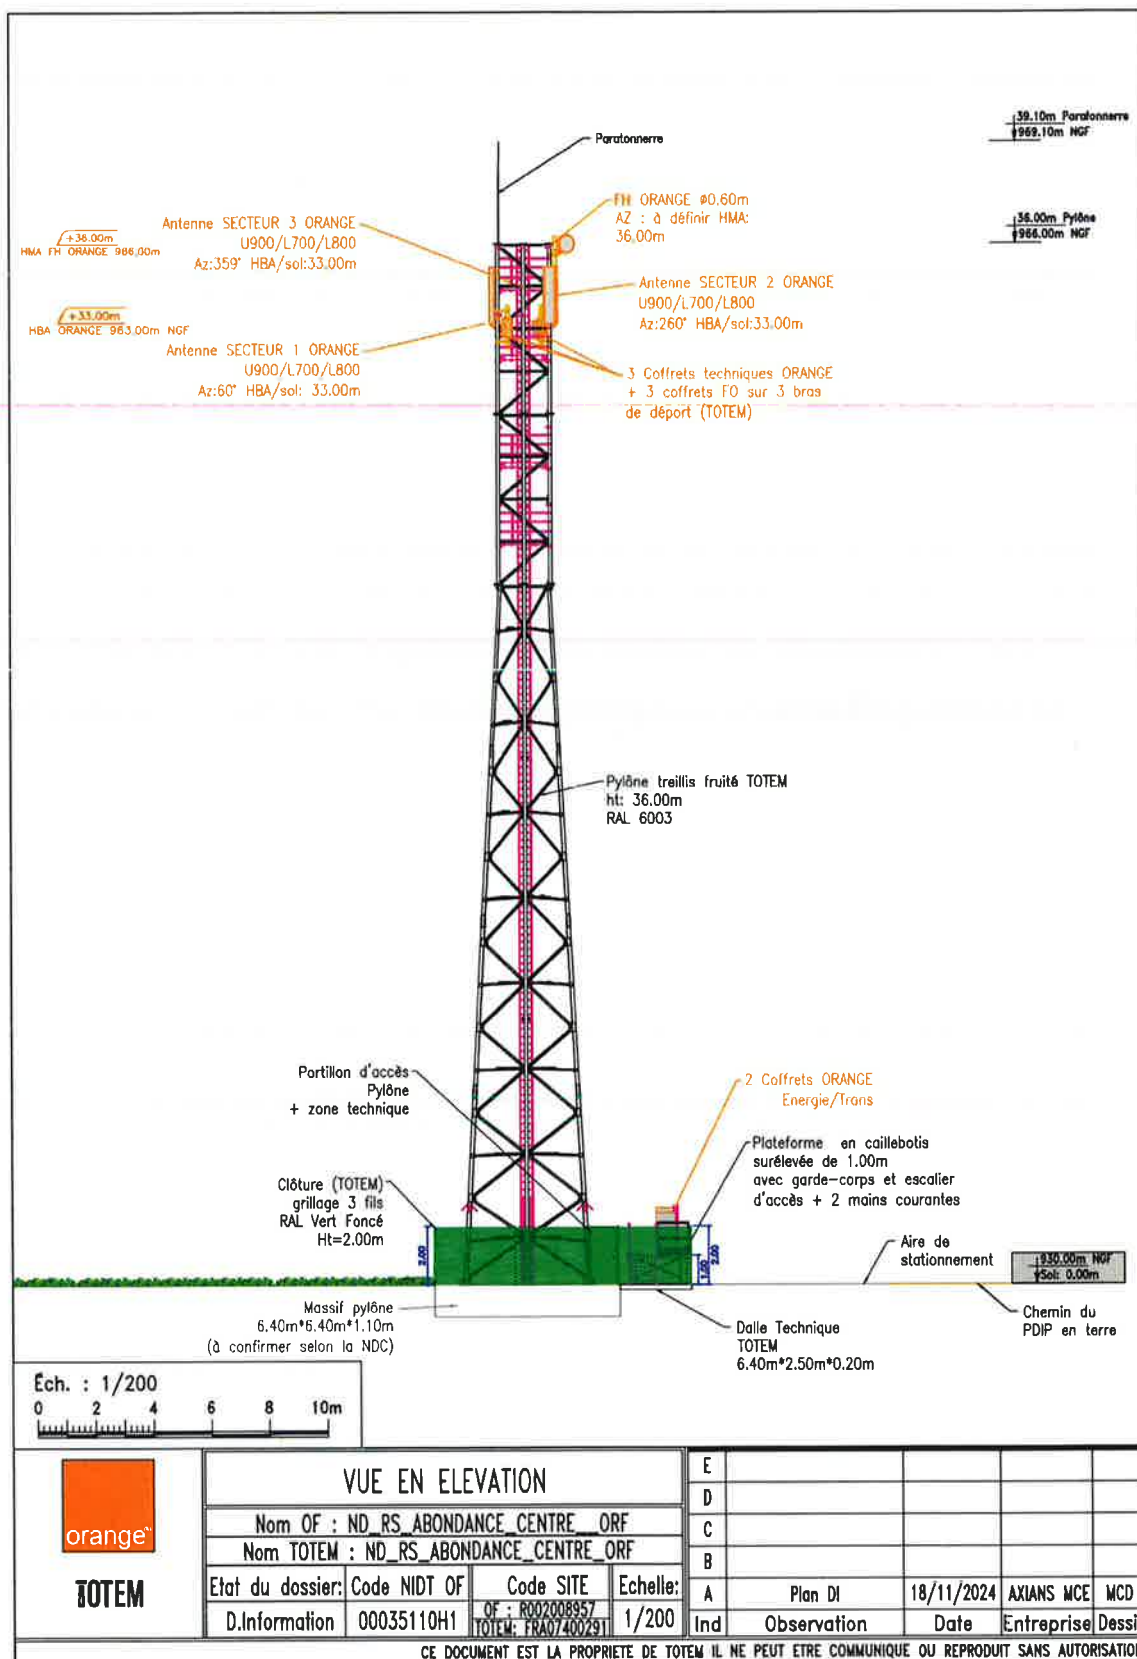 39.10m Paratonnerre
969.10m NGF
Paratonnerre
36.00m Pylône
966.00m NGF
FH ORANGE ø0.60m
AZ : à définir HMA:
36,00m
Antenne SECTEUR 3 ORANGE
U900/L700/L800
Az:359° HBA/sol:33.00m
+36.00m
HMA FH ORANGE 966,00m
Antenne SECTEUR 2 ORANGE
U900/L700/L800
Az:260° HBA/sol:33,00m
+33.00m
HBA ORANGE 963.00m NGF
Antenne SECTEUR 1 ORANGE
U900/L700/L800
Az:60° HBA/sol: 33.00m
3 Coffrets techniques ORANGE
+ 3 coffrets FO sur 3 bras
de déport (TOTEM)
Pylône treillis fruité TOTEM
ht: 36.00m
RAL 6003
Portillon d'accès
Pylône
+ zone technique
2 Coffrets ORANGE
Energie/Trans
Plateforme en caillebotis
surélevée de 1.00m
avec garde-corps et escalier
d'accès + 2 mains courantes
Clôture (TOTEM)
grillage 3 fils
RAL Vert Foncé
Ht=2.00m
2.00
1.00
2.00
Aire de
stationnement
930.00m NGF
Sol: 0.00m
Massif pylône
6.40m*6.40m*1.10m
(à confirmer selon la NDC)
Dalle Technique
TOTEM
6.40m*2.50m*0.20m
Chemin du
PDIP en terre
Éch. : 1/200
0 2 4 6 8 10m
orange
TOTEM
VUE EN ELEVATION
Nom OF : ND_RS_ABONDANCE_CENTRE__ORF
Nom TOTEM : ND_RS_ABONDANCE_CENTRE_ORF
Etat du dossier: Code NIDT OF Code SITE Echelle:
D.Information 00035110H1 OF : R002008957 1/200
TOTEM: FRA07400291
E
D
C
B
A Plan DI 18/11/2024 AXIANS MCE MCD
Ind Observation Date Entreprise Dessi
CE DOCUMENT EST LA PROPRIETE DE TOTEM IL NE PEUT ETRE COMMUNIQUE OU REPRODUIT SANS AUTORISATIO